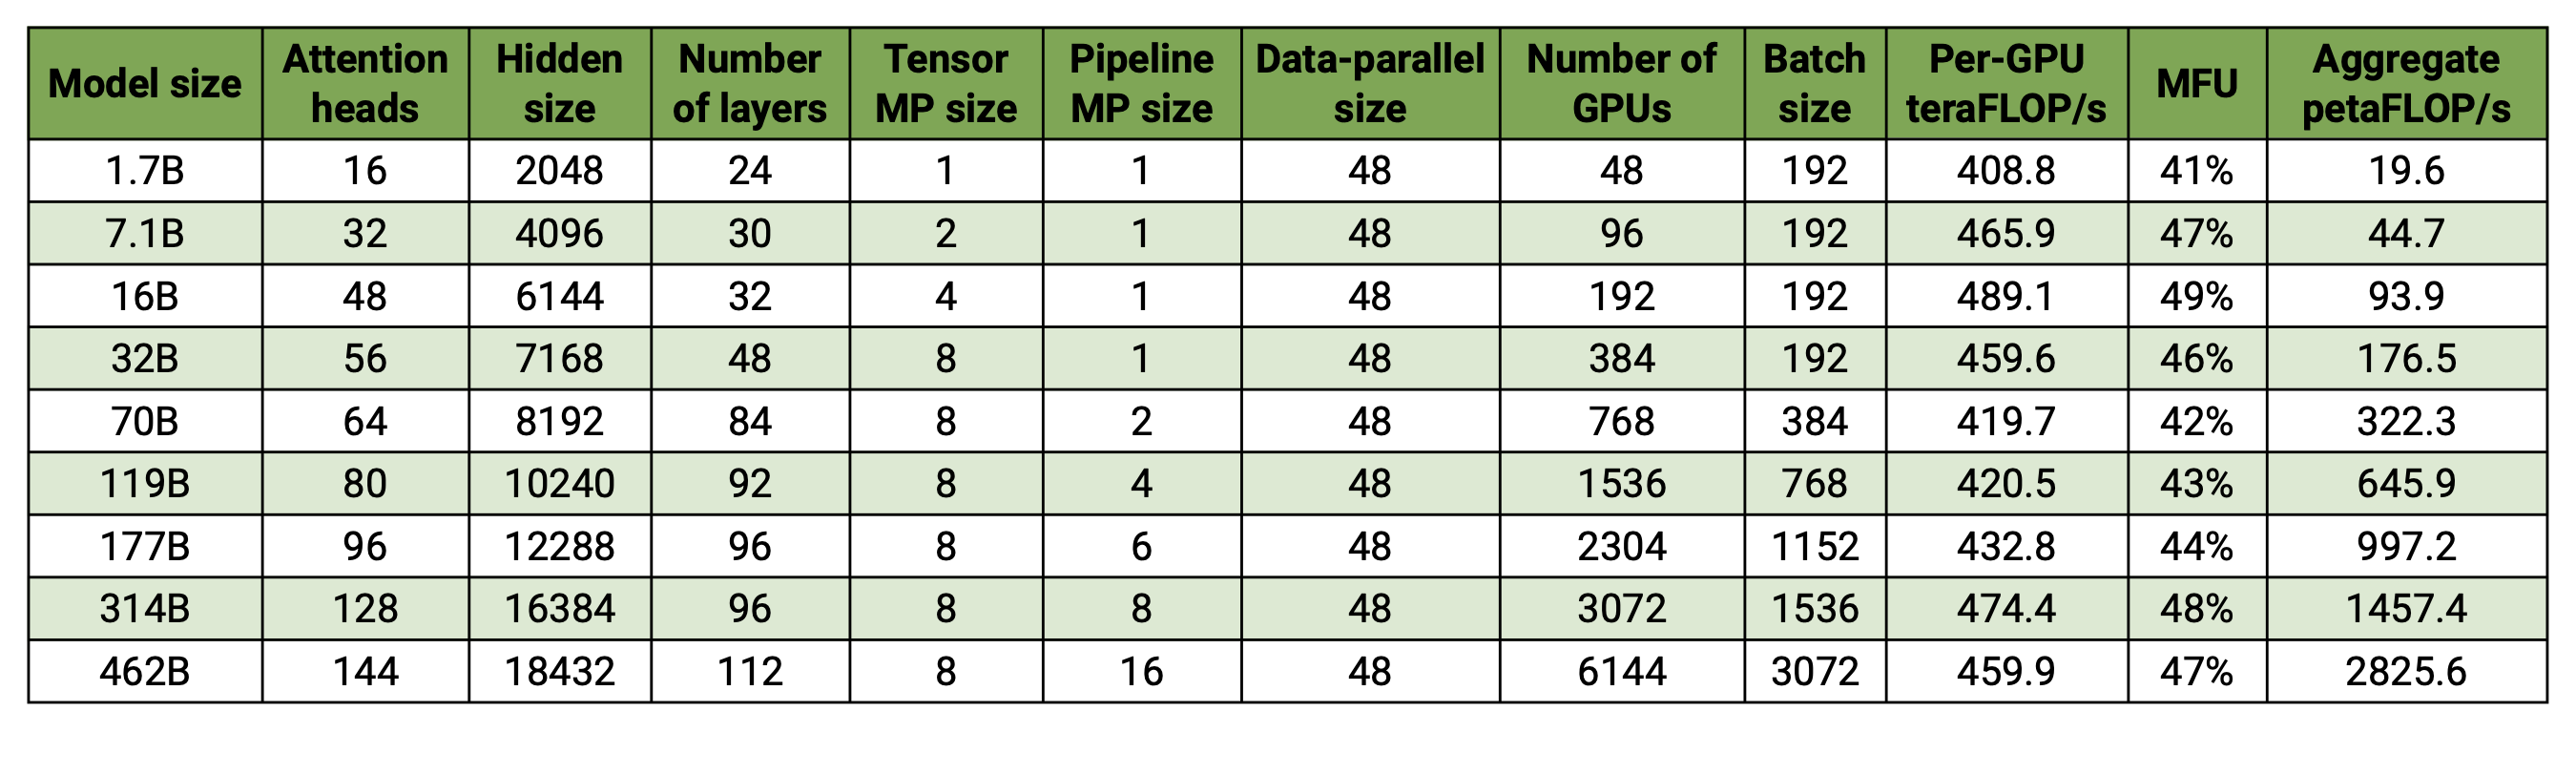 Model size Attention heads Hidden size Number of layers Tensor MP size Pipeline MP size Data-parallel size Number of GPUs Batch size Per-GPU teraFLOP/s MFU Aggregate petaFLOP/s
1.7B 16 2048 24 1 1 48 48 192 408.8 41% 19.6
7.1B 32 4096 30 2 1 48 96 192 465.9 47% 44.7
16B 48 6144 32 4 1 48 192 192 489.1 49% 93.9
32B 56 7168 48 8 1 48 384 192 459.6 46% 176.5
70B 64 8192 84 8 2 48 768 384 419.7 42% 322.3
119B 80 10240 92 8 4 48 1536 768 420.5 43% 645.9
177B 96 12288 96 8 6 48 2304 1152 432.8 44% 997.2
314B 128 16384 96 8 8 48 3072 1536 474.4 48% 1457.4
462B 144 18432 112 8 16 48 6144 3072 459.9 47% 2825.6